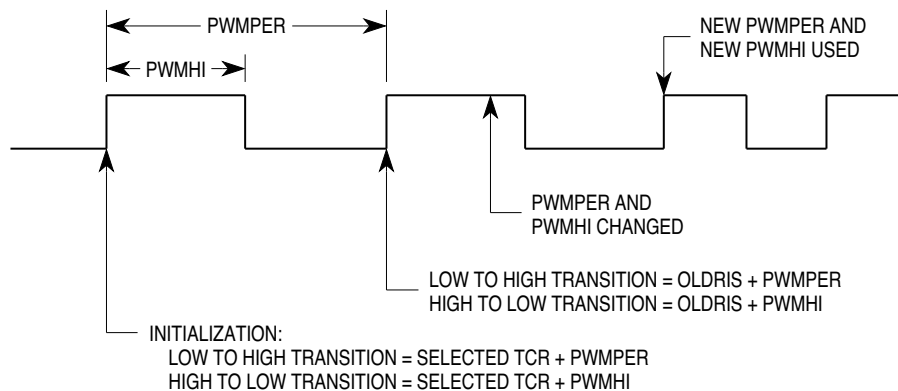 PWMPER
PWMHI
NEW PWMPER AND
NEW PWMHI USED
PWMPER AND
PWMHI CHANGED
LOW TO HIGH TRANSITION = OLDRIS + PWMPER
HIGH TO LOW TRANSITION = OLDRIS + PWMHI
INITIALIZATION:
LOW TO HIGH TRANSITION = SELECTED TCR + PWMPER
HIGH TO LOW TRANSITION = SELECTED TCR + PWMHI